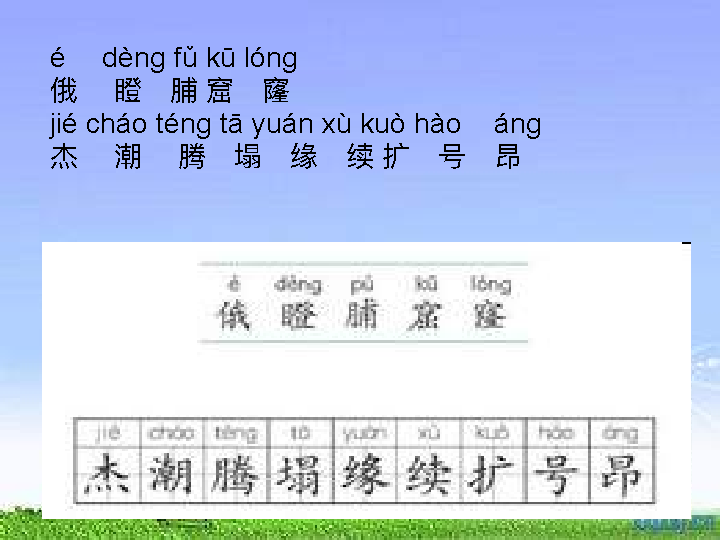 é dèng fǔ kū lóng
俄 瞪 脯 窟 窿
jié cháo téng tā yuán xù kuò hào áng
杰 潮 腾 塌 缘 续 扩 号 昂
é dèng pú kū lóng
俄 瞪 脯 窟 窿
jié cháo téng tā yuán xù kuò hào áng
杰 潮 腾 塌 缘 续 扩 号 昂